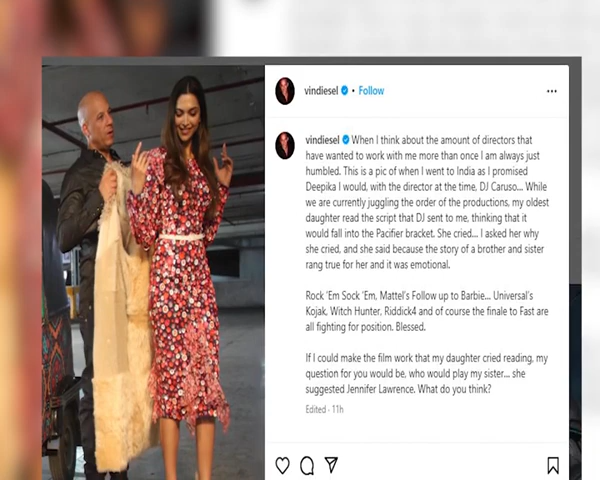 vindiesel • Follow
vindiesel When I think about the amount of directors that
have wanted to work with me more than once I am always just
humbled. This is a pic of when I went to India as I promised
Deepika I would, with the director at the time, DJ Caruso... While
we are currently juggling the order of the productions, my oldest
daughter read the script that DJ sent to me, thinking that it
would fall into the Pacifier bracket. She cried... I asked her why
she cried, and she said because the story of a brother and sister
rang true for her and it was emotional.
Rock 'Em Sock 'Em, Mattel's Follow up to Barbie... Universal's
Kojak, Witch Hunter, Riddick4 and of course the finale to Fast are
all fighting for position. Blessed.
If I could make the film work that my daughter cried reading, my
question for you would be, who would play my sister... she
suggested Jennifer Lawrence. What do you think?
Edited · 11h